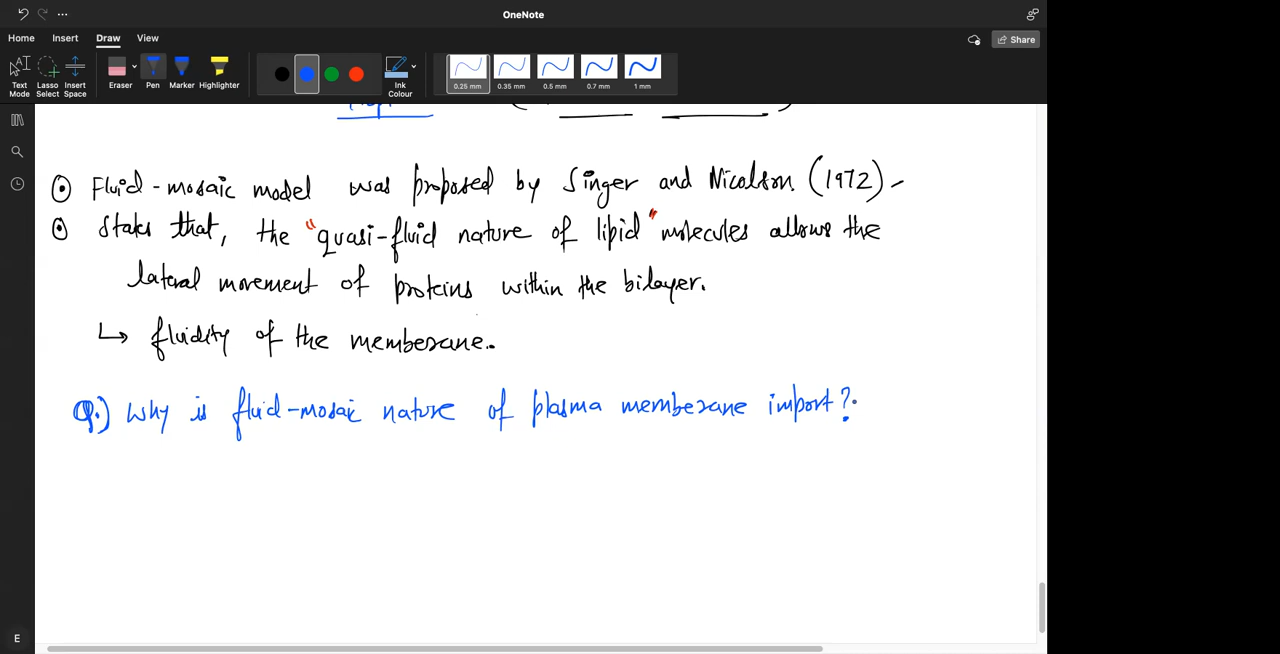 OneNote
Home Insert Draw View
Share
Text Mode
Lasso Select
Insert Space
Eraser
Pen
Marker
Highlighter
Ink Colour
0.25 mm
0.35 mm
0.5 mm
0.7 mm
1 mm
Fluid-mosaic model was proposed by Singer and Nicolson (1972) -
States that, the "quasi-fluid nature of lipid" molecules allows the
lateral movement of proteins within the bilayer.
↳ fluidity of the membrane.
Q.) Why is fluid-mosaic nature of plasma membrane import?
E